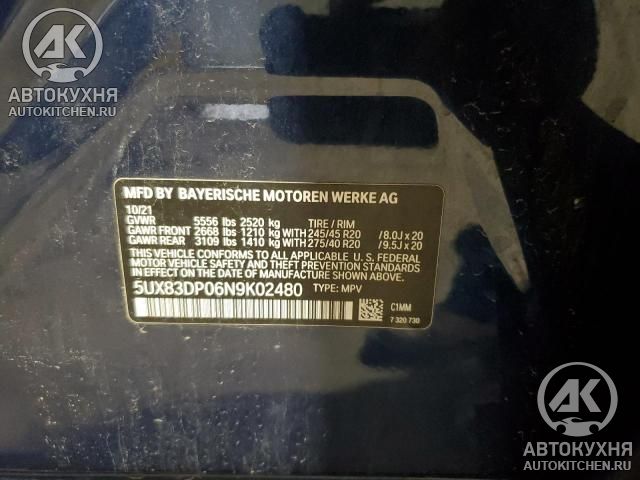 AK
АВТОКУХНЯ
AUTOKITCHEN.RU
MFD BY BAYERISCHE MOTOREN WERKE AG
10/21
GVWR 5556 lbs 2520 kg TIRE / RIM
GAWR FRONT 2668 lbs 1210 kg WITH 245/45 R20 /8.0J x 20
GAWR REAR 3109 lbs 1410 kg WITH 275/40 R20 /9.5J x 20
THIS VEHICLE CONFORMS TO ALL APPLICABLE U. S. FEDERAL
MOTOR VEHICLE SAFETY AND THEFT PREVENTION STANDARDS
IN EFFECT ON THE DATE OF MANUFACTURE SHOWN ABOVE.
5UX83DP06N9K02480 TYPE: MPV
C1MM
7 320 730
AK
АВТОКУХНЯ
AUTOKITCHEN.RU